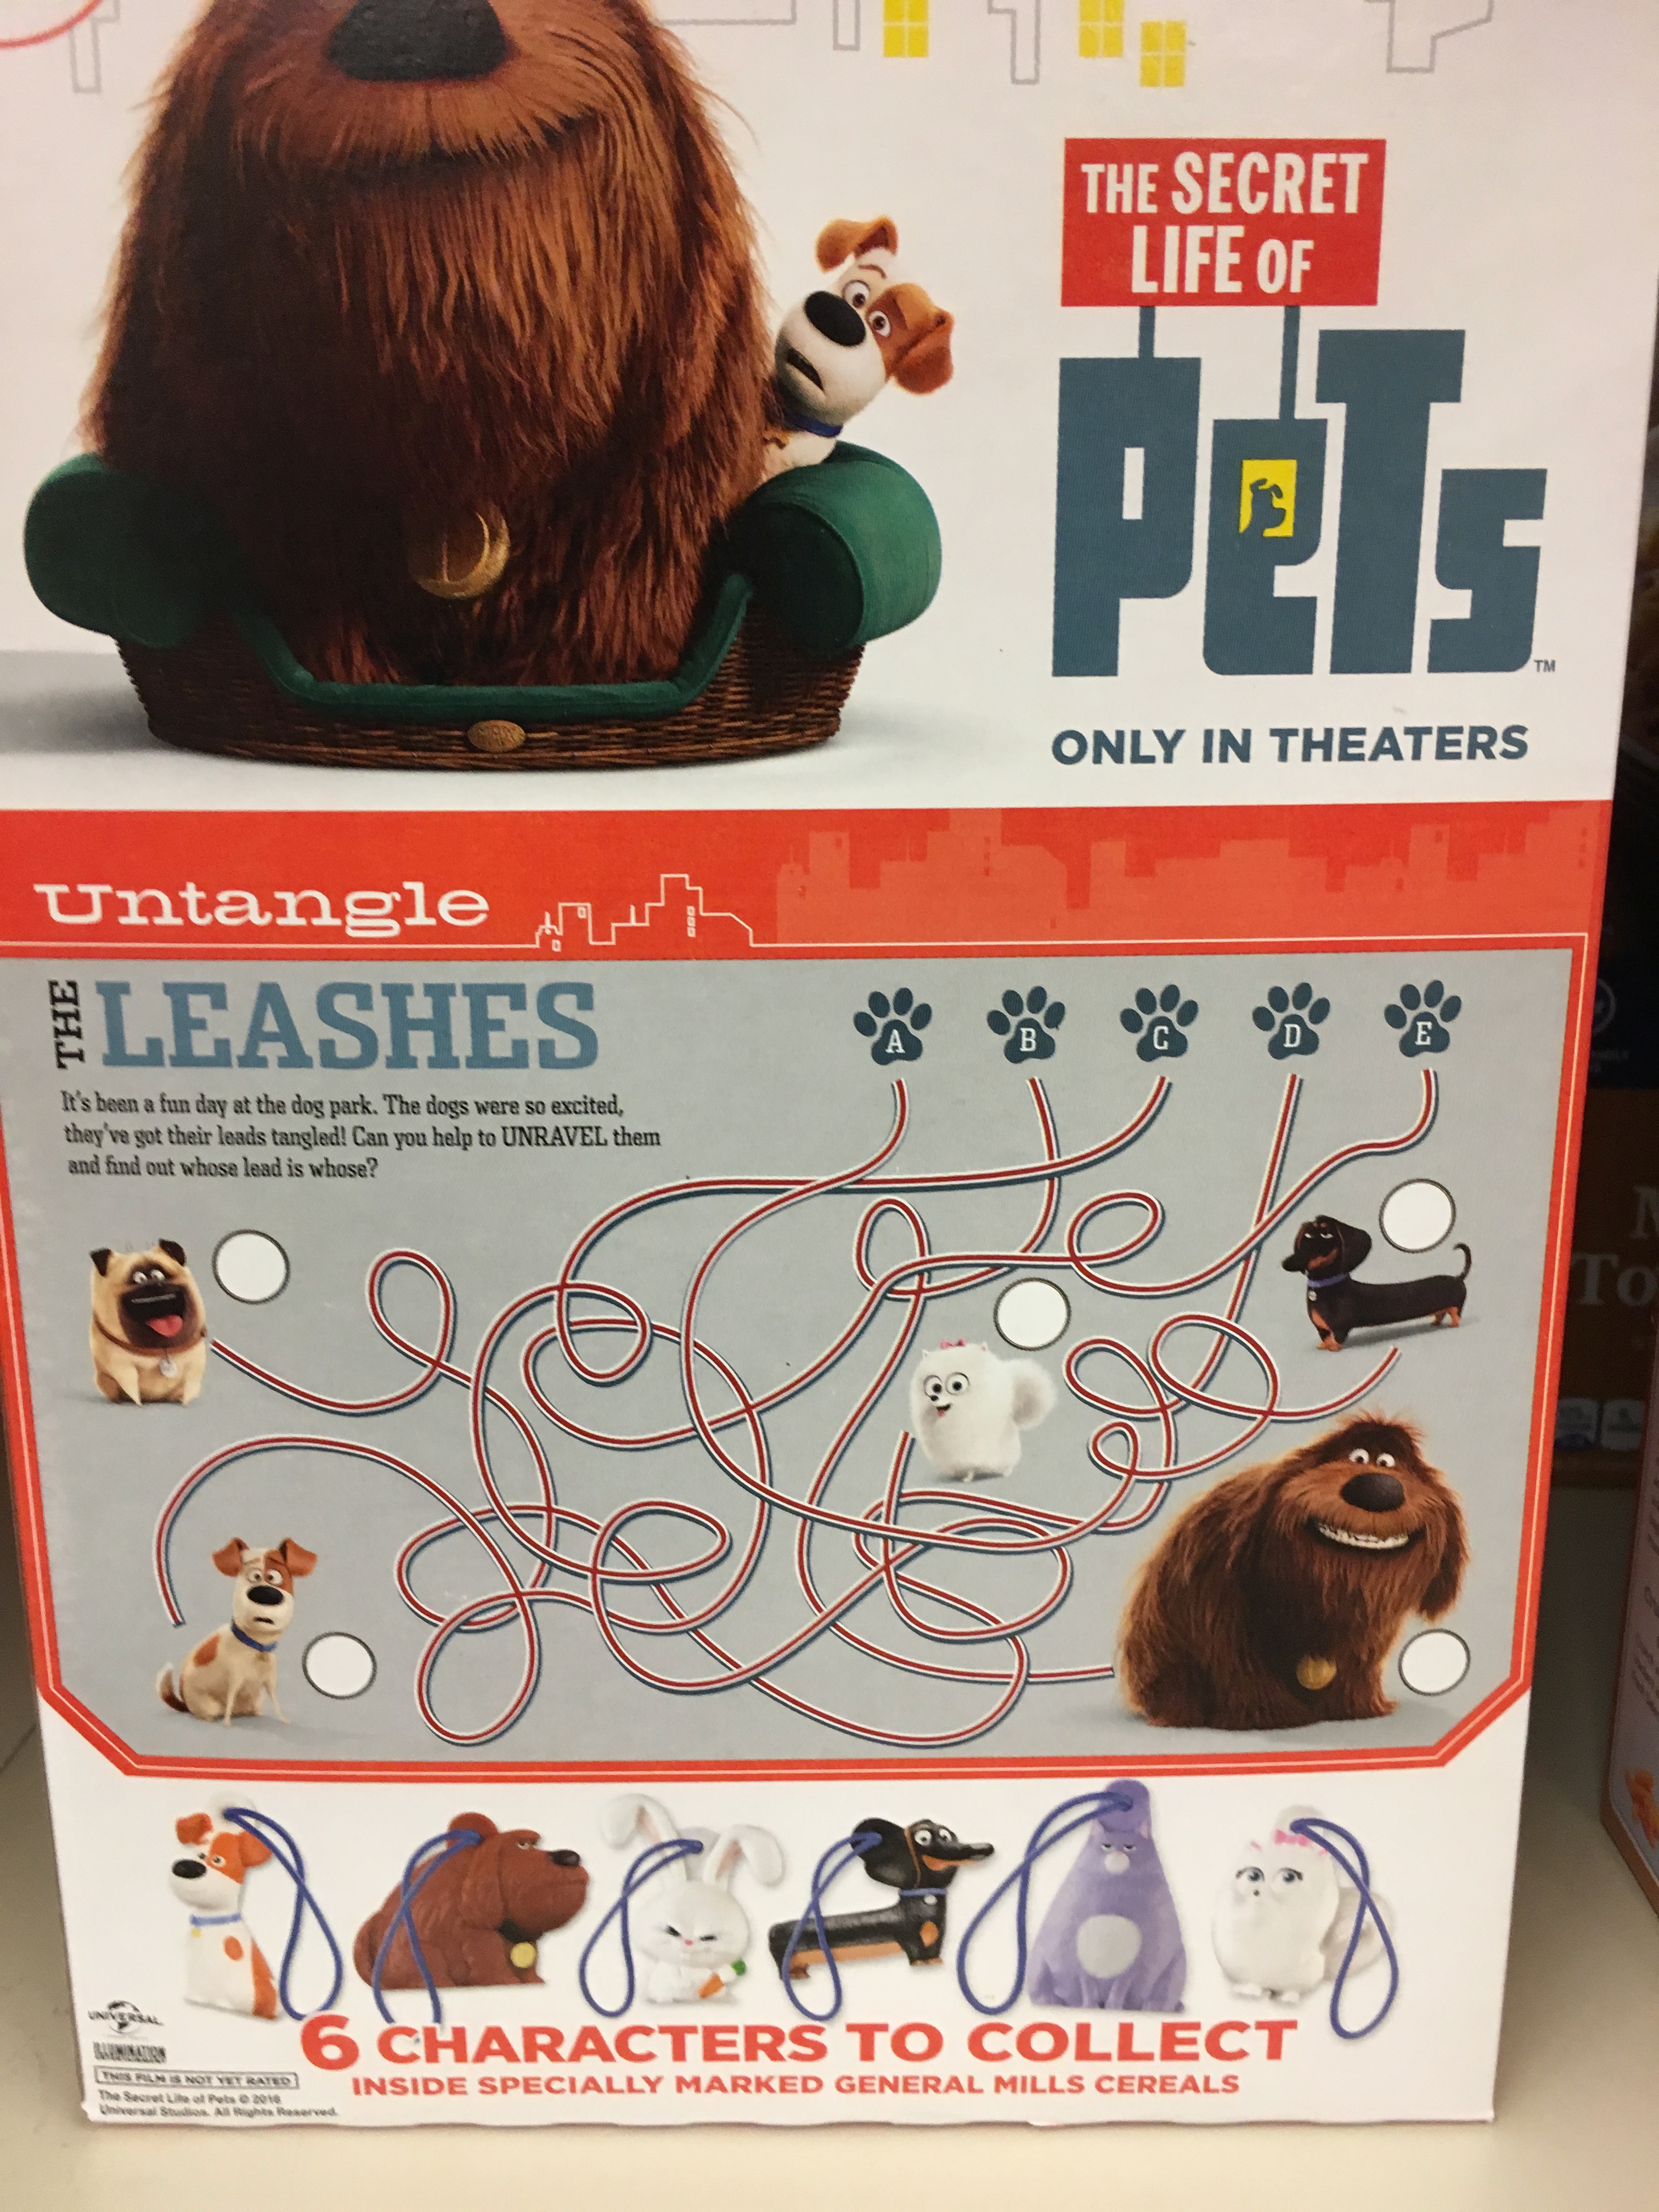 THE SECRET
LIFE OF
PeTs
TM
ONLY IN THEATERS
Untangle
THE LEASHES
It's been a fun day at the dog park. The dogs were so excited,
they've got their leads tangled! Can you help to UNRAVEL them
and find out whose lead is whose?
A B C D E
6 CHARACTERS TO COLLECT
INSIDE SPECIALLY MARKED GENERAL MILLS CEREALS
UNIVERSAL
ILLUMINATION
THIS FILM IS NOT YET RATED
The Secret Life of Pets © 2016
Universal Studios. All Rights Reserved.